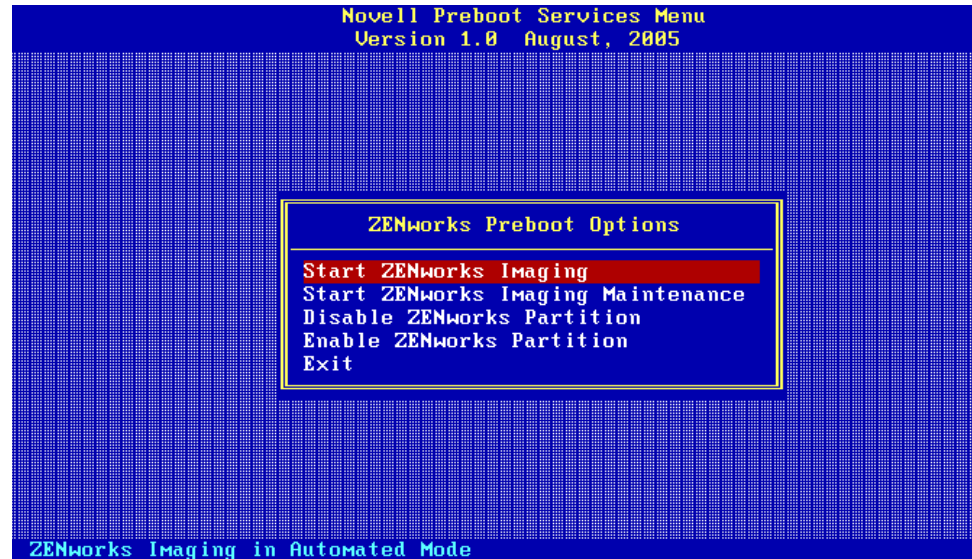 Novell Preboot Services Menu
Version 1.0 August, 2005
ZENworks Preboot Options
Start ZENworks Imaging
Start ZENworks Imaging Maintenance
Disable ZENworks Partition
Enable ZENworks Partition
Exit
ZENworks Imaging in Automated Mode